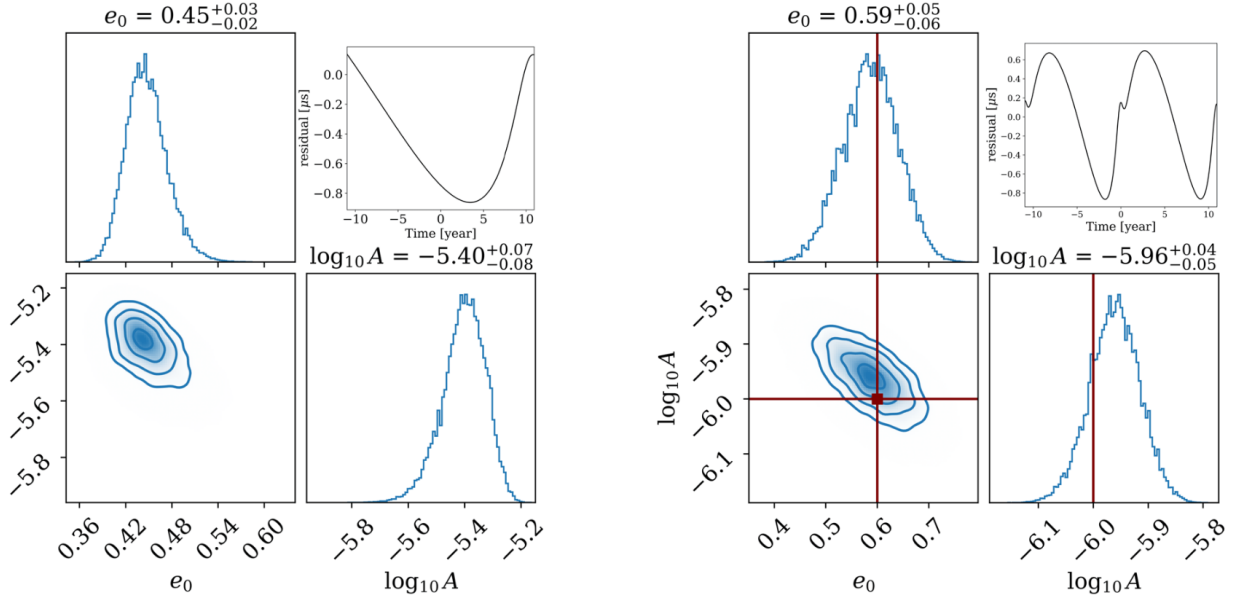 e₀ = 0.45⁺⁰·⁰³₋₀.₀₂
residual [μs]
0.0
−0.2
−0.4
−0.6
−0.8
−10 −5 0 5 10
Time [year]
log₁₀ A = −5.40⁺⁰·⁰⁷₋₀.₀₈
−5.2
−5.4
−5.6
−5.8
0.36 0.42 0.48 0.54 0.60
e₀
−5.8 −5.6 −5.4 −5.2
log₁₀ A
e₀ = 0.59⁺⁰·⁰⁵₋₀.₀₆
resisual [μs]
0.6
0.4
0.2
0.0
−0.2
−0.4
−0.6
−0.8
−10 −5 0 5 10
Time [year]
log₁₀ A = −5.96⁺⁰·⁰⁴₋₀.₀₅
log₁₀ A
−5.8
−5.9
−6.0
−6.1
0.4 0.5 0.6 0.7
e₀
−6.1 −6.0 −5.9 −5.8
log₁₀ A